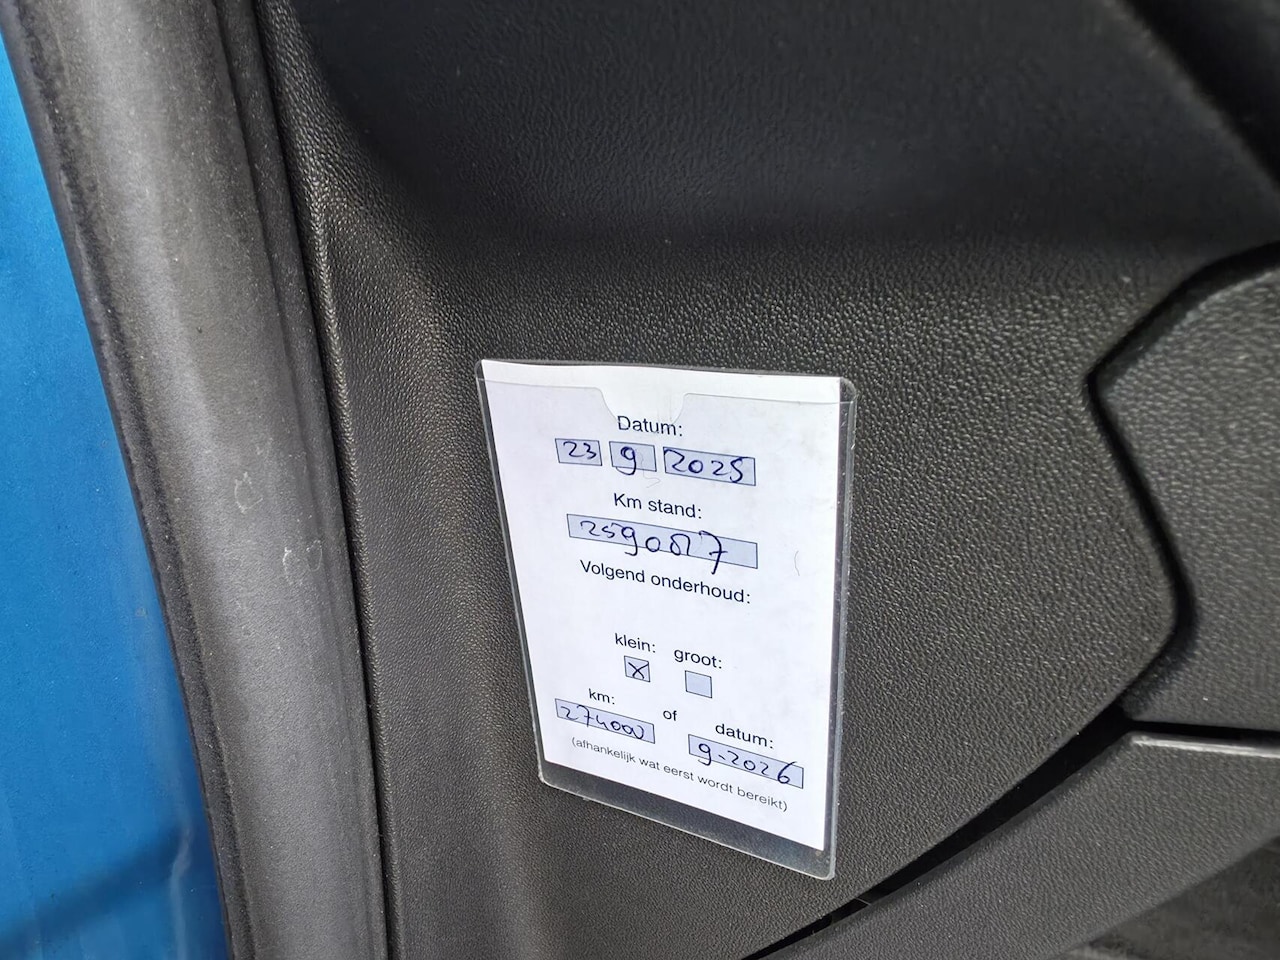 Datum:
23 9 2025
Km stand:
259087
Volgend onderhoud:
klein: groot:
X
km: of datum:
274000 9-2026
(afhankelijk wat eerst wordt bereikt)